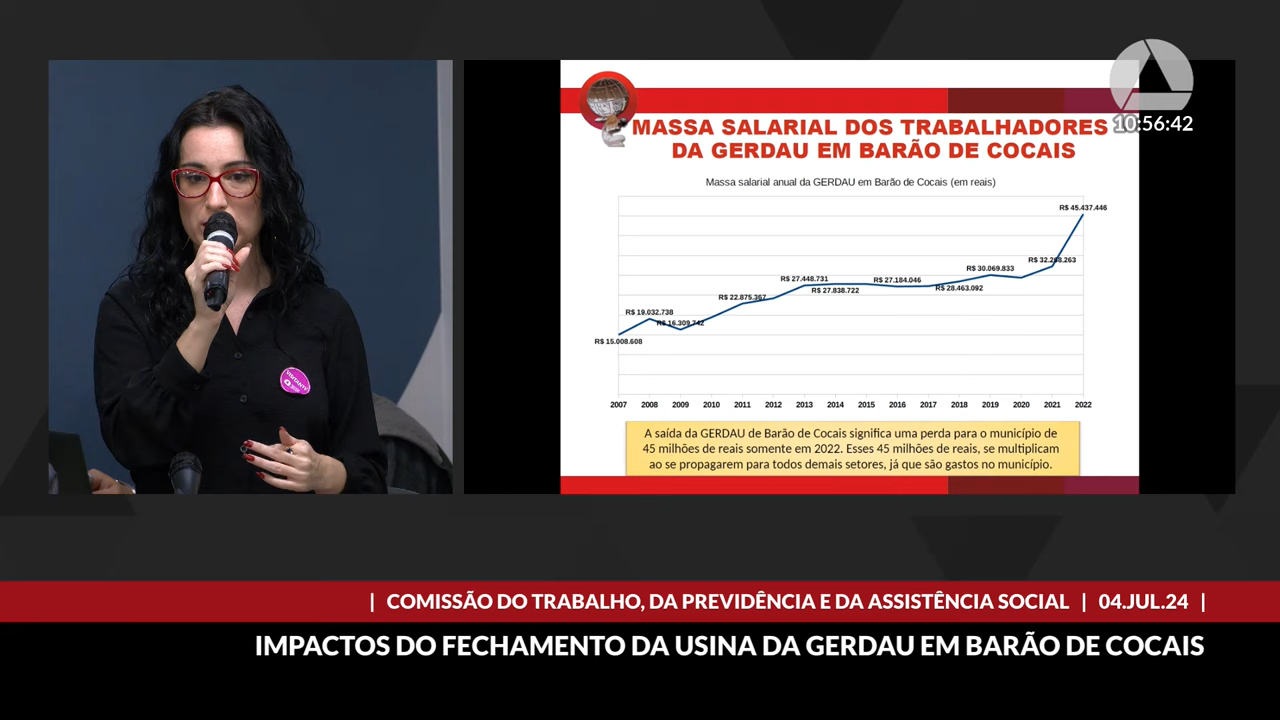 10:56:42
MASSA SALARIAL DOS TRABALHADORES
DA GERDAU EM BARÃO DE COCAIS
Massa salarial anual da GERDAU em Barão de Cocais (em reais)
R$ 45.437.446
R$ 30.069.833
R$ 27.448.731
R$ 27.184.046
R$ 28.463.092
R$ 27.838.722
R$ 22.875.367
R$ 19.032.738
R$ 16.309.742
R$ 15.008.608
2007 2008 2009 2010 2011 2012 2013 2014 2015 2016 2017 2018 2019 2020 2021 2022
A saída da GERDAU de Barão de Cocais significa uma perda para o município de
45 milhões de reais somente em 2022. Esses 45 milhões de reais, se multiplicam
ao se propagarem para todos demais setores, já que são gastos no município.
VISITANTE
| COMISSÃO DO TRABALHO, DA PREVIDÊNCIA E DA ASSISTÊNCIA SOCIAL | 04.JUL.24 |
IMPACTOS DO FECHAMENTO DA USINA DA GERDAU EM BARÃO DE COCAIS